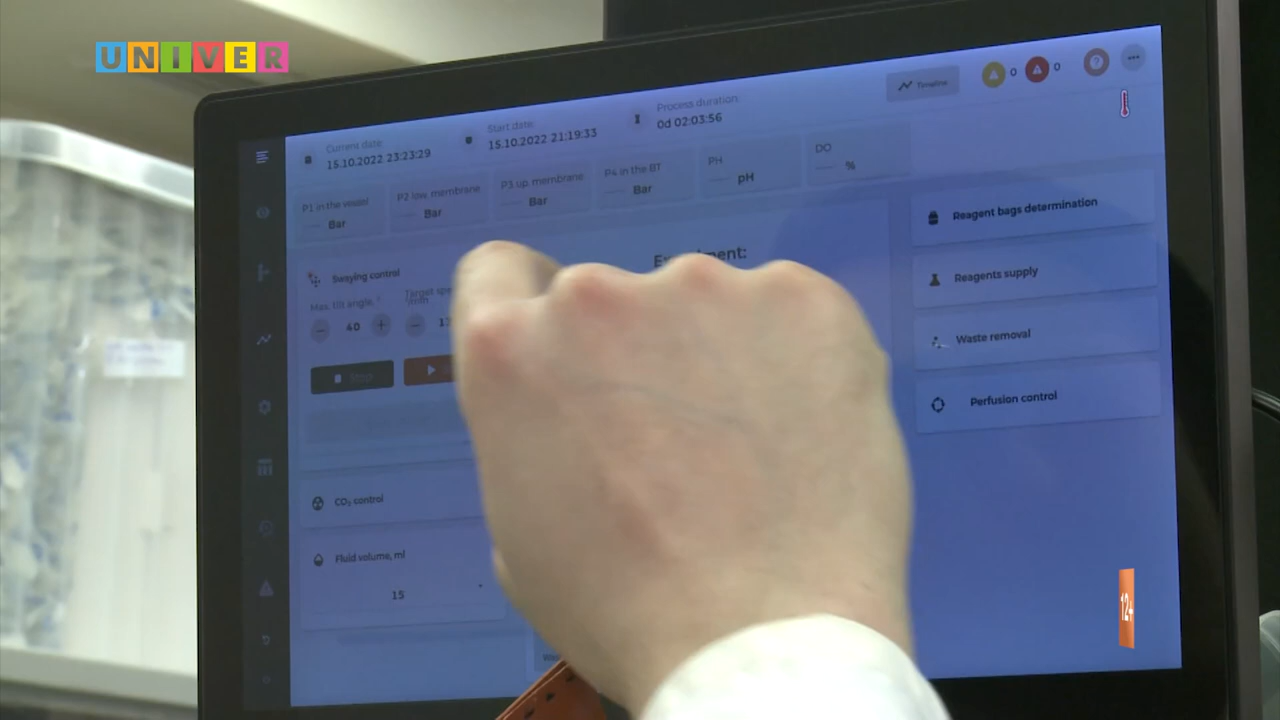 UNIVER
Timeline
0
0
?
Current date:
15.10.2022 23:23:29
Start date:
15.10.2022 21:19:33
Process duration:
0d 02:03:56
P1 in the vessel
Bar
P2 low membrane
Bar
P3 up membrane
Bar
P4 in the BT
Bar
PH
pH
DO
%
Swaying control
Max. tilt angle, °
40
Target
Stop
CO₂ control
Fluid volume, ml
15
Reagent bags determination
Reagents supply
Waste removal
Perfusion control
12+